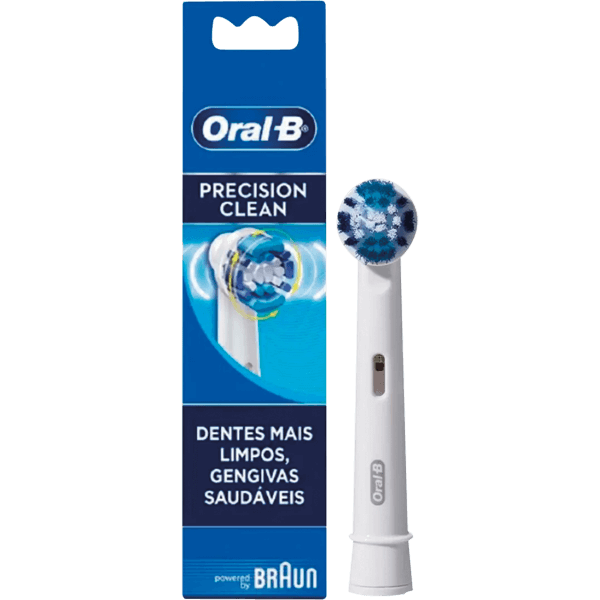 Oral-B®
PRECISION
CLEAN
DENTES MAIS
LIMPOS,
GENGIVAS
SAUDÁVEIS
powered
by
BRAUN
Oral-B